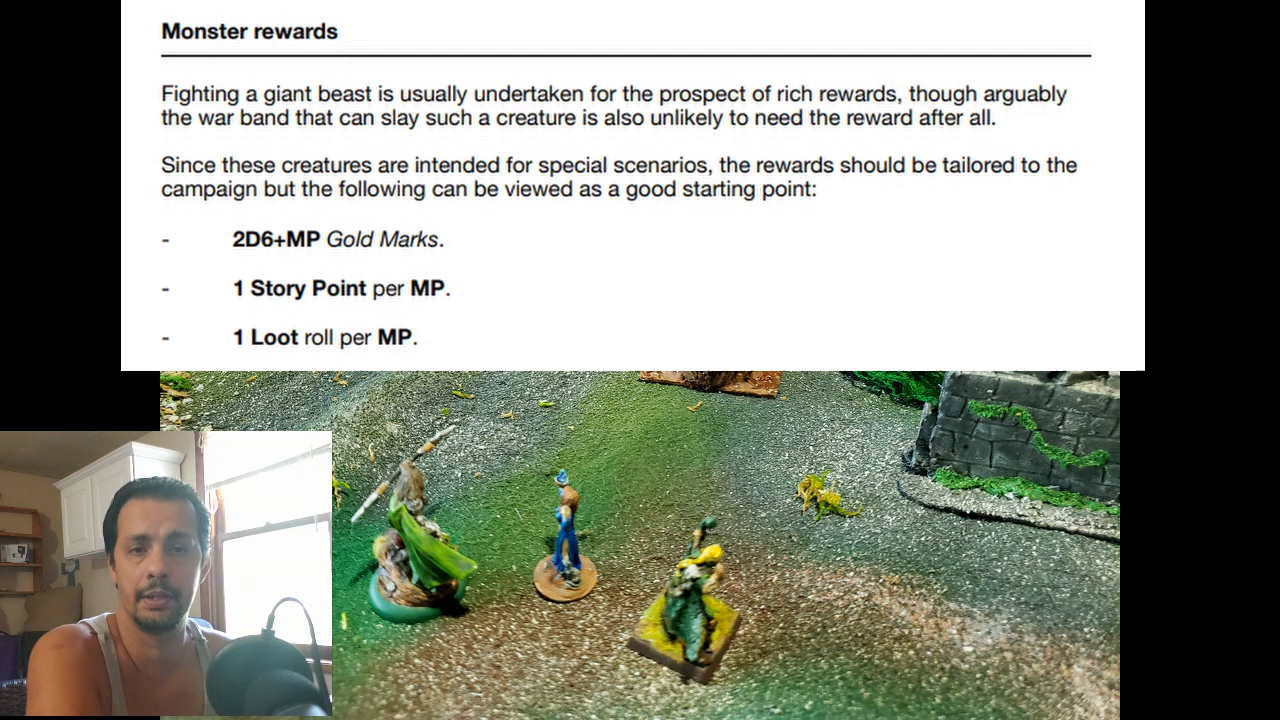 Monster rewards
Fighting a giant beast is usually undertaken for the prospect of rich rewards, though arguably
the war band that can slay such a creature is also unlikely to need the reward after all.
Since these creatures are intended for special scenarios, the rewards should be tailored to the
campaign but the following can be viewed as a good starting point:
- 2D6+MP Gold Marks.
- 1 Story Point per MP.
- 1 Loot roll per MP.